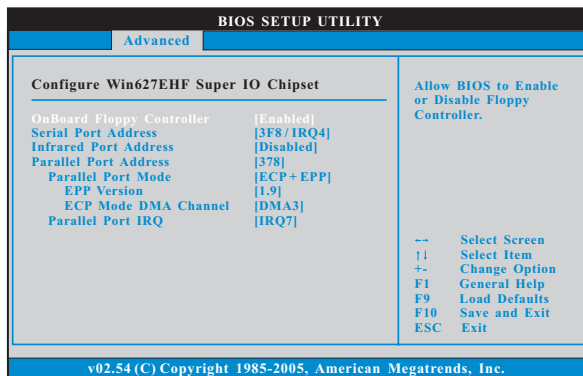 BIOS SETUP UTILITY
Advanced
Configure Win627EHF Super IO Chipset
OnBoard Floppy Controller [Enabled]
Serial Port Address [3F8 / IRQ4]
Infrared Port Address [Disabled]
Parallel Port Address [378]
Parallel Port Mode [ECP + EPP]
EPP Version [1.9]
ECP Mode DMA Channel [DMA3]
Parallel Port IRQ [IRQ7]
Allow BIOS to Enable
or Disable Floppy
Controller.
←→ Select Screen
↑↓ Select Item
+- Change Option
F1 General Help
F9 Load Defaults
F10 Save and Exit
ESC Exit
v02.54 (C) Copyright 1985-2005, American Megatrends, Inc.